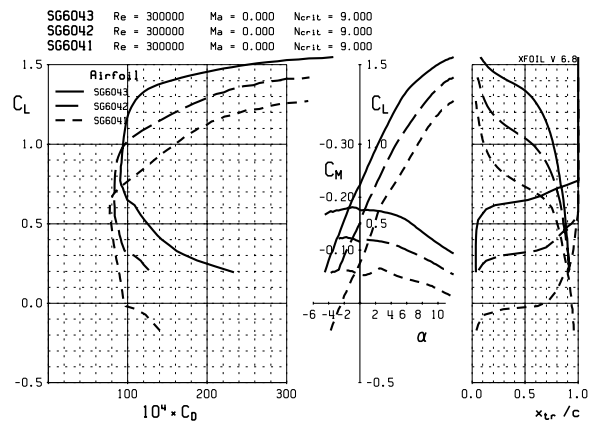 SG6043 Re = 300000 Ma = 0.000 Ncrit = 9.000
SG6042 Re = 300000 Ma = 0.000 Ncrit = 9.000
SG6041 Re = 300000 Ma = 0.000 Ncrit = 9.000
XFOIL V 6.8
Airfoil
SG6043
SG6042
SG6041
1.5
CL
1.0
0.5
0.0
-0.5
100 200 300
10⁴ × CD
1.5
CL
-0.30 1.0
CM
-0.20
0.5
-0.10
-6 -4 -2 2 4 6 8 10
α
-0.5
0.0 0.5 1.0
xtr /c